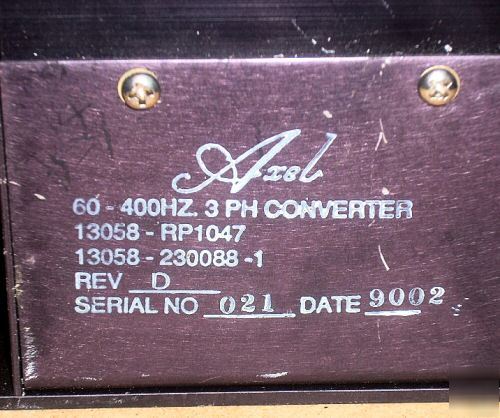 Axel
60 - 400HZ. 3 PH CONVERTER
13058 - RP1047
13058 - 230088 - 1
REV D
SERIAL NO 021 DATE 9002